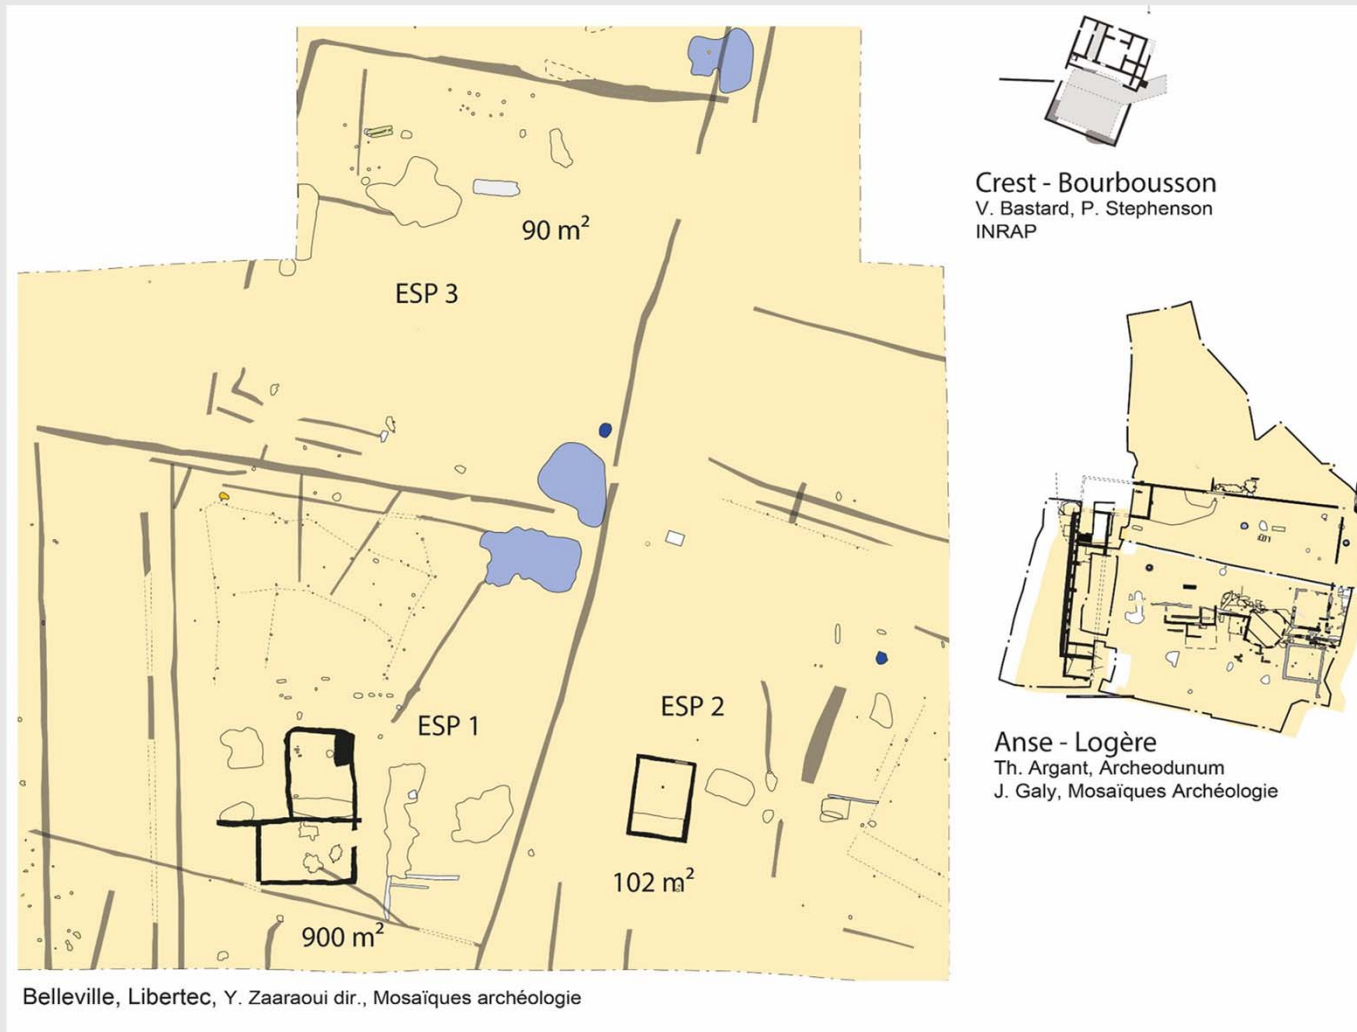 90 m²
ESP 3
ESP 1
ESP 2
102 m²
900 m²
Belleville, Libertec, Y. Zaaraoui dir., Mosaïques archéologie
Crest - Bourbousson
V. Bastard, P. Stephenson
INRAP
Anse - Logère
Th. Argant, Archeodunum
J. Galy, Mosaïques Archéologie